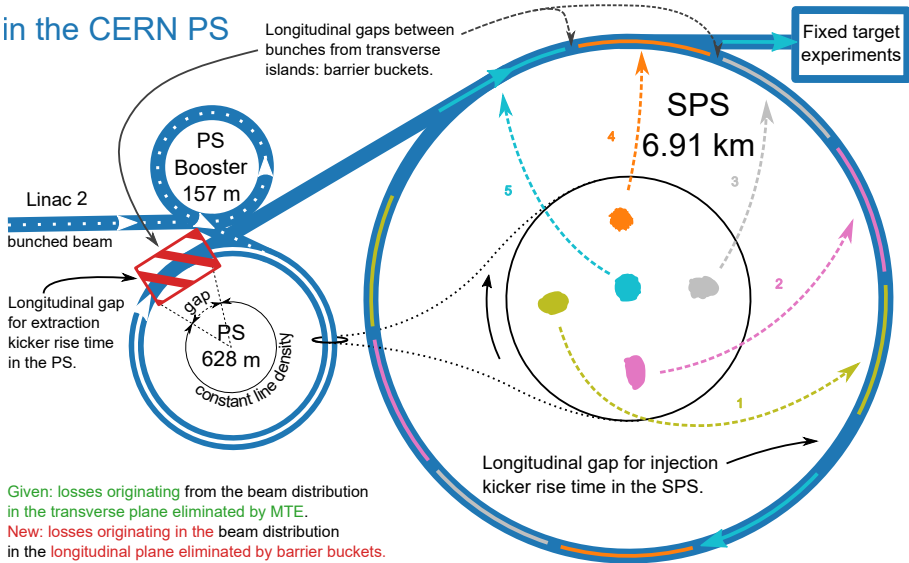 in the CERN PS
Longitudinal gaps between
bunches from transverse
islands: barrier buckets.
Fixed target
experiments
PS
Booster
157 m
SPS
6.91 km
Linac 2
bunched beam
Longitudinal gap
for extraction
kicker rise time
in the PS.
gap
PS
628 m
constant line density
4
5
3
2
1
Longitudinal gap for injection
kicker rise time in the SPS.
Given: losses originating from the beam distribution
in the transverse plane eliminated by MTE.
New: losses originating in the beam distribution
in the longitudinal plane eliminated by barrier buckets.